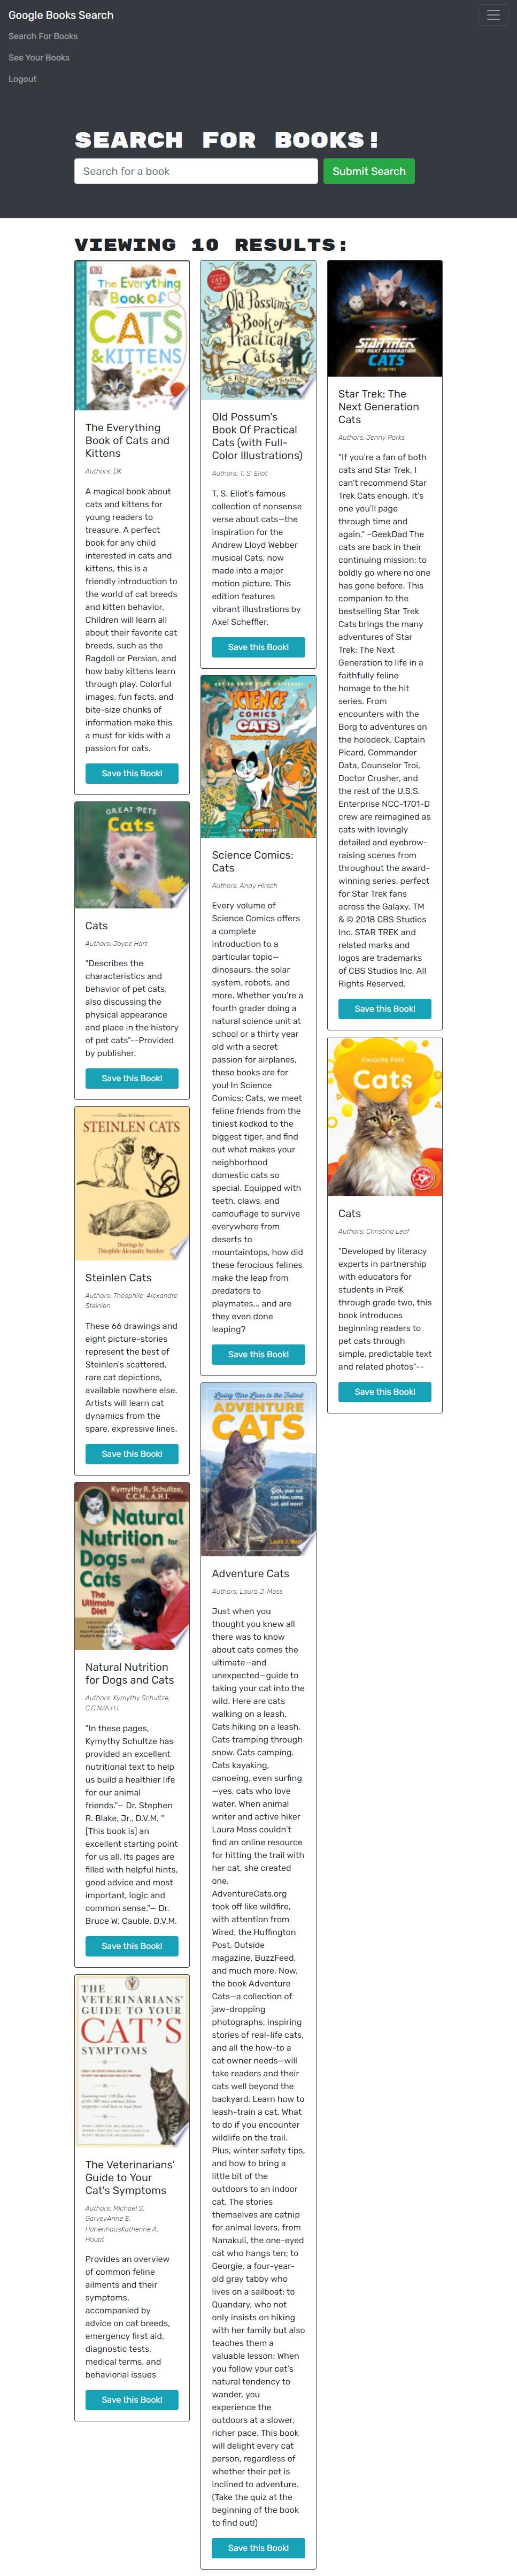 Google Books Search
Search For Books
See Your Books
Logout
SEARCH FOR BOOKS!
Search for a book
Submit Search
VIEWING 10 RESULTS:
DK
The Everything
Book of
CATS
& KITTENS
The Everything
Book of Cats and
Kittens
Authors: DK
A magical book about
cats and kittens for
young readers to
treasure. A perfect
book for any child
interested in cats and
kittens, this is a
friendly introduction to
the world of cat breeds
and kitten behavior.
Children will learn all
about their favorite cat
breeds, such as the
Ragdoll or Persian, and
how baby kittens learn
through play. Colorful
images, fun facts, and
bite-size chunks of
information make this
a must for kids with a
passion for cats.
Save this Book!
GREAT PETS
Cats
Cats
Authors: Joyce Hart
"Describes the
characteristics and
behavior of pet cats,
also discussing the
physical appearance
and place in the history
of pet cats"--Provided
by publisher.
Save this Book!
STEINLEN CATS
Drawings by
Théophile-Alexandre Steinlen
Steinlen Cats
Authors: Théophile-Alexandre
Steinlen
These 66 drawings and
eight picture-stories
represent the best of
Steinlen's scattered,
rare cat depictions,
available nowhere else.
Artists will learn cat
dynamics from the
spare, expressive lines.
Save this Book!
Kymythy R. Schultze,
C.C.N., A.H.I.
Natural
Nutrition
for
Dogs and
Cats
The
Ultimate
Diet
Natural Nutrition
for Dogs and Cats
Authors: Kymythy Schultze,
C.C.N/A.H.I
"In these pages,
Kymythy Schultze has
provided an excellent
nutritional text to help
us build a healthier life
for our animal
friends."— Dr. Stephen
R. Blake, Jr., D.V.M. "
[This book is] an
excellent starting point
for us all. Its pages are
filled with helpful hints,
good advice and most
important, logic and
common sense."— Dr.
Bruce W. Cauble, D.V.M.
Save this Book!
THE
VETERINARIANS'
GUIDE TO YOUR
CAT'S
SYMPTOMS
The Veterinarians'
Guide to Your
Cat's Symptoms
Authors: Michael S.
GarveyAnne E.
HohenhausKatherine A.
Houpt
Provides an overview
of common feline
ailments and their
symptoms,
accompanied by
advice on cat breeds,
emergency first aid,
diagnostic tests,
medical terms, and
behaviorial issues
Save this Book!
CATS
Old Possum's
Book of
Practical
Cats
T. S. Eliot
Old Possum's
Book Of Practical
Cats (with Full-
Color Illustrations)
Authors: T. S. Eliot
T. S. Eliot's famous
collection of nonsense
verse about cats—the
inspiration for the
Andrew Lloyd Webber
musical Cats, now
made into a major
motion picture. This
edition features
vibrant illustrations by
Axel Scheffler.
Save this Book!
GET TO KNOW YOUR UNIVERSE!
SCIENCE
COMICS
CATS
Nature and Nurture
ANDY HIRSCH
Science Comics:
Cats
Authors: Andy Hirsch
Every volume of
Science Comics offers
a complete
introduction to a
particular topic—
dinosaurs, the solar
system, robots, and
more. Whether you're a
fourth grader doing a
natural science unit at
school or a thirty year
old with a secret
passion for airplanes,
these books are for
you! In Science
Comics: Cats, we meet
feline friends from the
tiniest kodkod to the
biggest tiger, and find
out what makes your
neighborhood
domestic cats so
special. Equipped with
teeth, claws, and
camouflage to survive
everywhere from
deserts to
mountaintops, how did
these ferocious felines
make the leap from
predators to
playmates... and are
they even done
leaping?
Save this Book!
Living Nine Lives to the Fullest
ADVENTURE
CATS
LAURA J. MOSS
Adventure Cats
Authors: Laura J. Moss
Just when you
thought you knew all
there was to know
about cats comes the
ultimate—and
unexpected—guide to
taking your cat into the
wild. Here are cats
walking on a leash.
Cats hiking on a leash.
Cats tramping through
snow. Cats camping.
Cats kayaking,
canoeing, even surfing
—yes, cats who love
water. When animal
writer and active hiker
Laura Moss couldn't
find an online resource
for hitting the trail with
her cat, she created
one.
AdventureCats.org
took off like wildfire,
with attention from
Wired, the Huffington
Post, Outside
magazine, BuzzFeed,
and much more. Now,
the book Adventure
Cats—a collection of
jaw-dropping
photographs, inspiring
stories of real-life cats,
and all the how-to a
cat owner needs—will
take readers and their
cats well beyond the
backyard. Learn how to
leash-train a cat. What
to do if you encounter
wildlife on the trail.
Plus, winter safety tips,
and how to bring a
little bit of the
outdoors to an indoor
cat. The stories
themselves are catnip
for animal lovers, from
Nanakuli, the one-eyed
cat who hangs ten; to
Georgie, a four-year-
old gray tabby who
lives on a sailboat; to
Quandary, who not
only insists on hiking
with her family but also
teaches them a
valuable lesson: When
you follow your cat's
natural tendency to
wander, you
experience the
outdoors at a slower,
richer pace. This book
will delight every cat
person, regardless of
whether their pet is
inclined to adventure.
(Take the quiz at the
beginning of the book
to find out!)
Save this Book!
STAR TREK
THE NEXT GENERATION
CATS
Star Trek: The
Next Generation
Cats
Authors: Jenny Parks
"If you're a fan of both
cats and Star Trek, I
can't recommend Star
Trek Cats enough. It's
one you'll page
through time and
again." –GeekDad The
cats are back in their
continuing mission: to
boldly go where no one
has gone before. This
companion to the
bestselling Star Trek
Cats brings the many
adventures of Star
Trek: The Next
Generation to life in a
faithfully feline
homage to the hit
series. From
encounters with the
Borg to adventures on
the holodeck, Captain
Picard, Commander
Data, Counselor Troi,
Doctor Crusher, and
the rest of the U.S.S.
Enterprise NCC-1701-D
crew are reimagined as
cats with lovingly
detailed and eyebrow-
raising scenes from
throughout the award-
winning series, perfect
for Star Trek fans
across the Galaxy. TM
& © 2018 CBS Studios
Inc. STAR TREK and
related marks and
logos are trademarks
of CBS Studios Inc. All
Rights Reserved.
Save this Book!
Favorite Pets
Cats
Cats
Authors: Christina Leaf
"Developed by literacy
experts in partnership
with educators for
students in PreK
through grade two, this
book introduces
beginning readers to
pet cats through
simple, predictable text
and related photos"--
Save this Book!